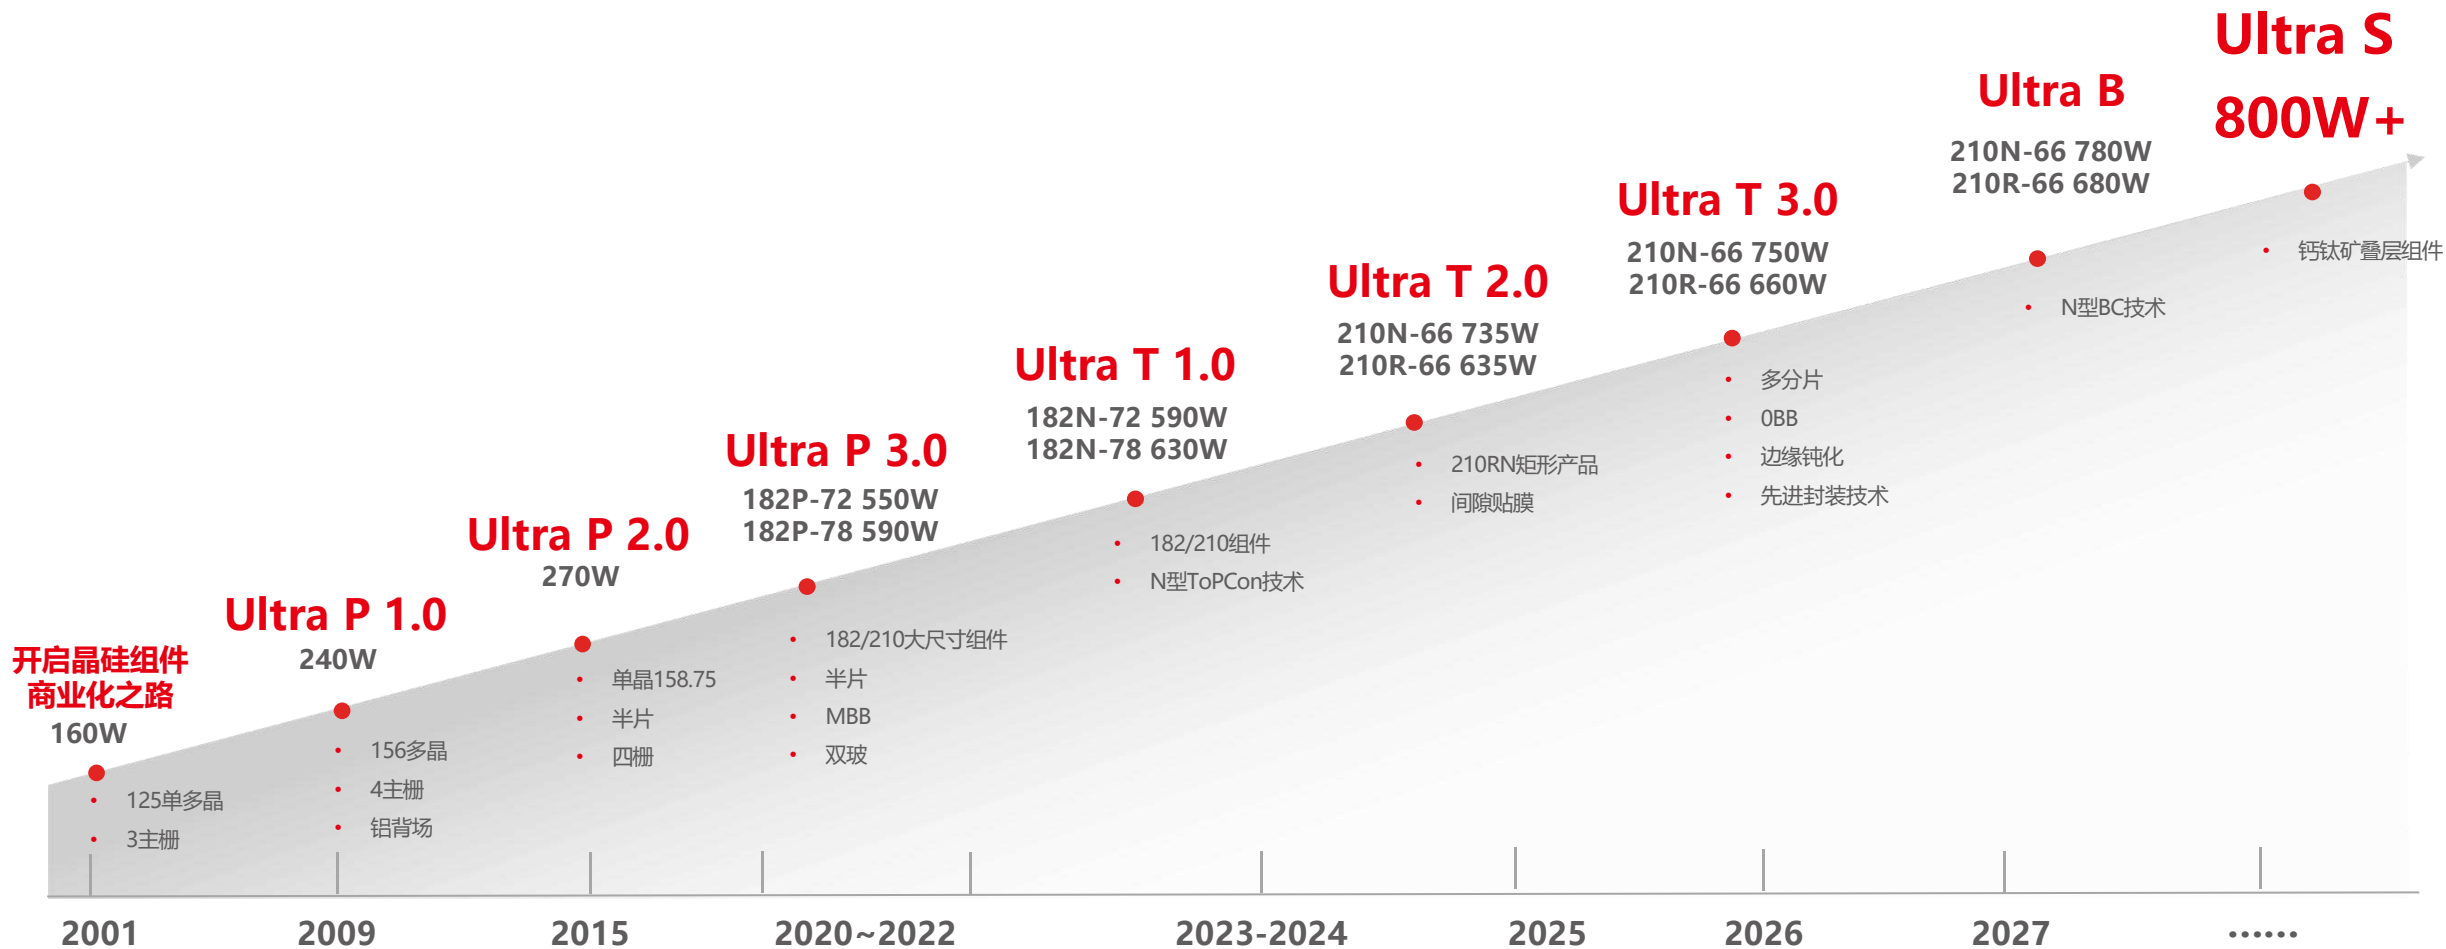 开启晶硅组件
商业化之路
160W
• 125单多晶
• 3主栅
Ultra P 1.0
240W
• 156多晶
• 4主栅
• 铝背场
Ultra P 2.0
270W
• 单晶158.75
• 半片
• 四栅
Ultra P 3.0
182P-72 550W
182P-78 590W
• 182/210大尺寸组件
• 半片
• MBB
• 双玻
Ultra T 1.0
182N-72 590W
182N-78 630W
• 182/210组件
• N型ToPCon技术
Ultra T 2.0
210N-66 735W
210R-66 635W
• 210RN矩形产品
• 间隙贴膜
Ultra T 3.0
210N-66 750W
210R-66 660W
• 多分片
• 0BB
• 边缘钝化
• 先进封装技术
Ultra B
210N-66 780W
210R-66 680W
• N型BC技术
Ultra S
800W+
• 钙钛矿叠层组件
2001
2009
2015
2020~2022
2023-2024
2025
2026
2027
……